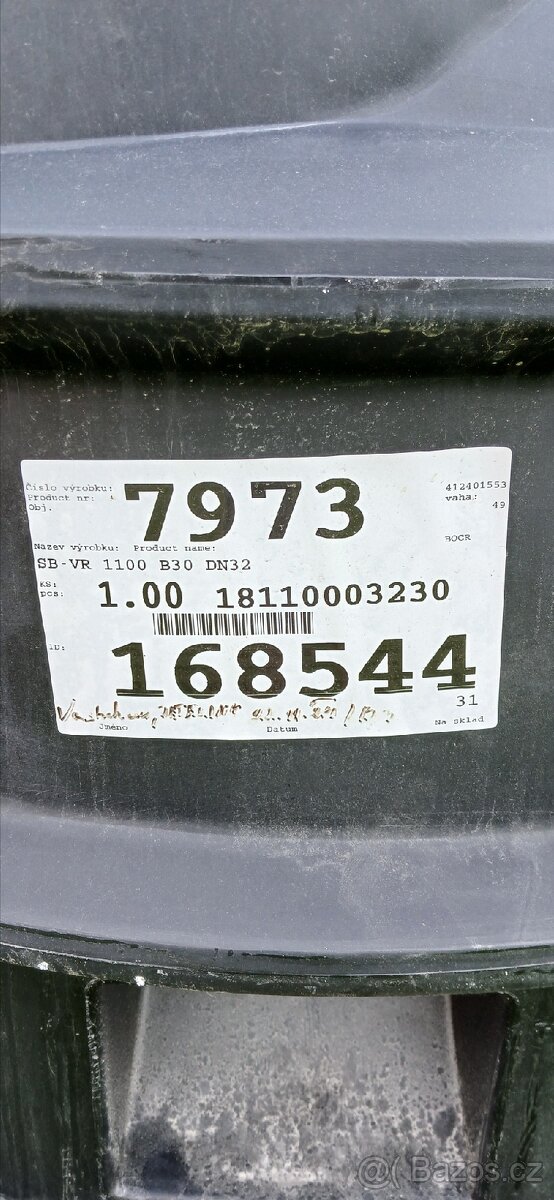 Číslo výrobku: 7973 412401553
Product nr: váha:
Obj. 49
BOCR
Název výrobku: Product name:
SB-VR 1100 B30 DN32
KS: 1.00 18110003230
pcs:
ID: 168544
31
Jméno Datum Na sklad
@ Bazos.cz